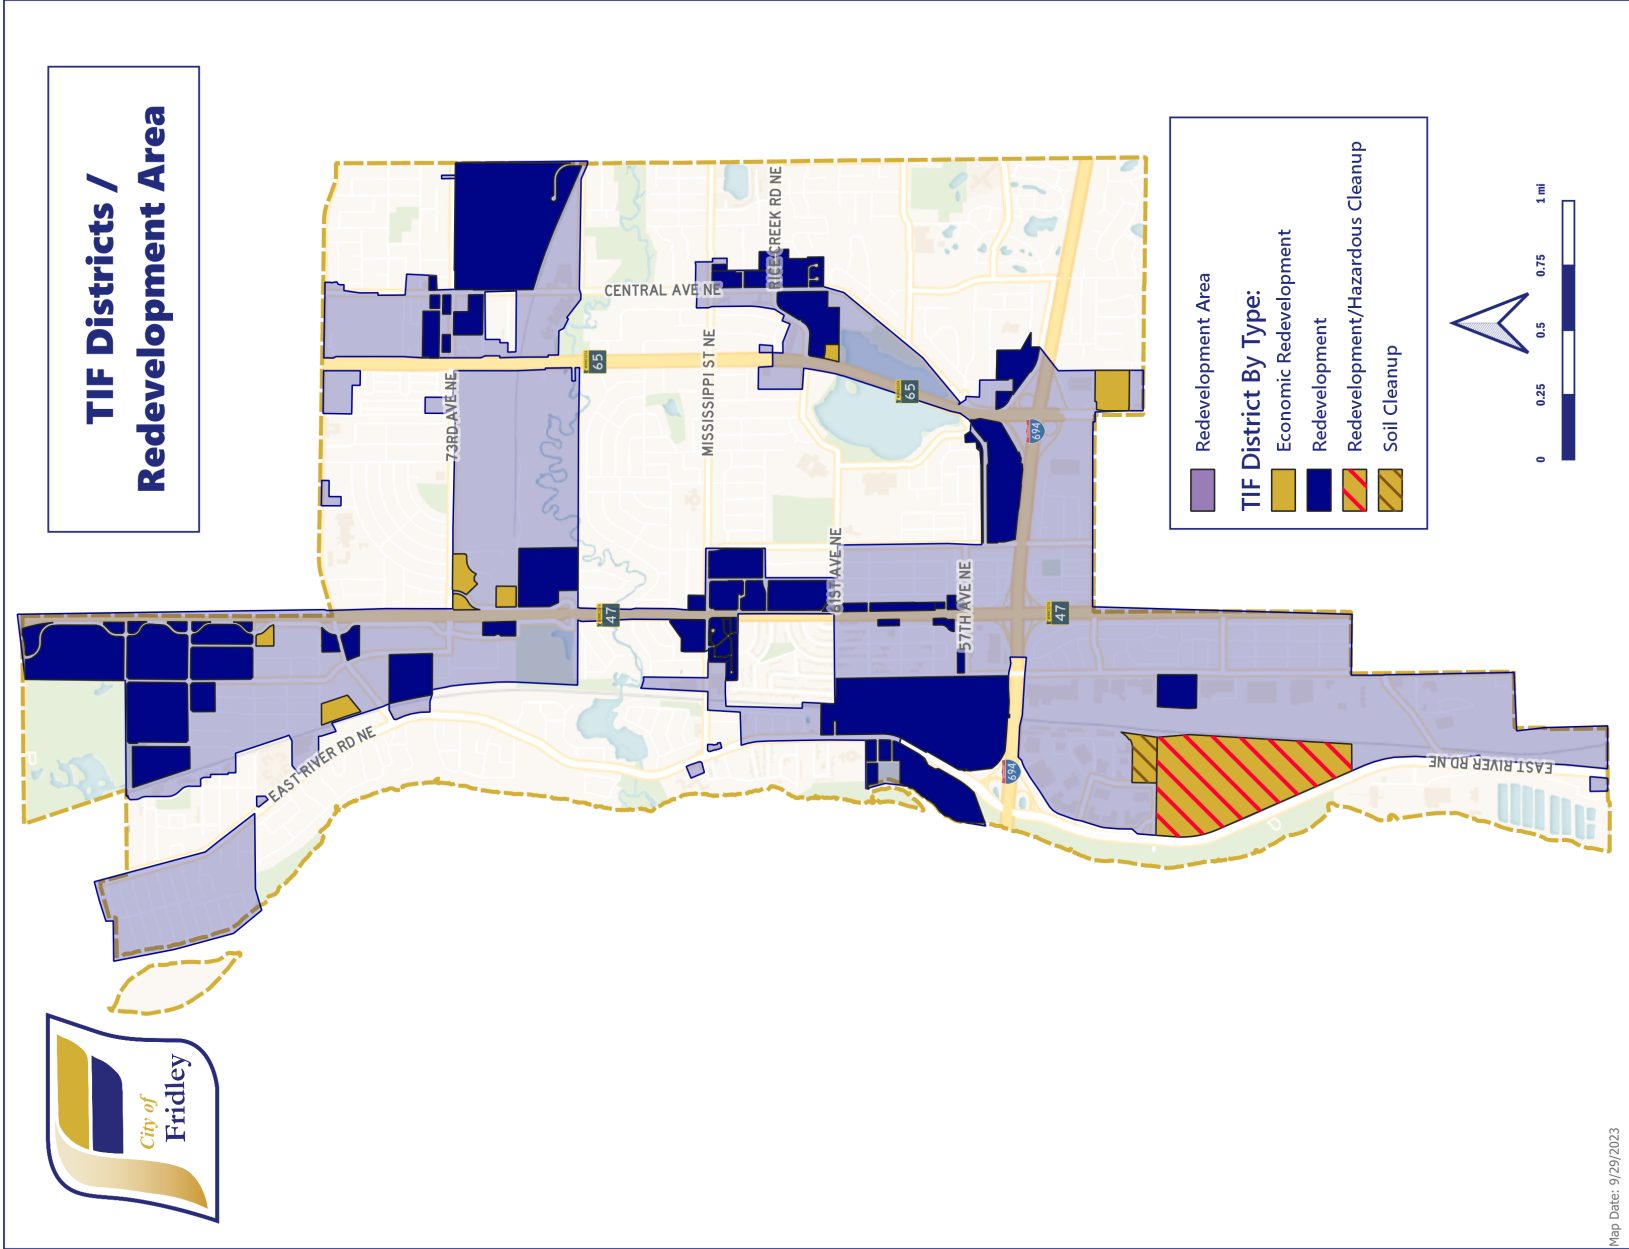 TIF Districts /
Redevelopment Area
73RD AVE NE
CENTRAL AVE NE
RICE CREEK RD NE
MISSISSIPPI ST NE
65
65
61ST AVE NE
57TH AVE NE
47
47
694
694
EAST RIVER RD NE
EAST RIVER RD NE
Redevelopment Area
TIF District By Type:
Economic Redevelopment
Redevelopment
Redevelopment/Hazardous Cleanup
Soil Cleanup
0 0.25 0.5 0.75 1 mi
City of
Fridley
Map Date: 9/29/2023